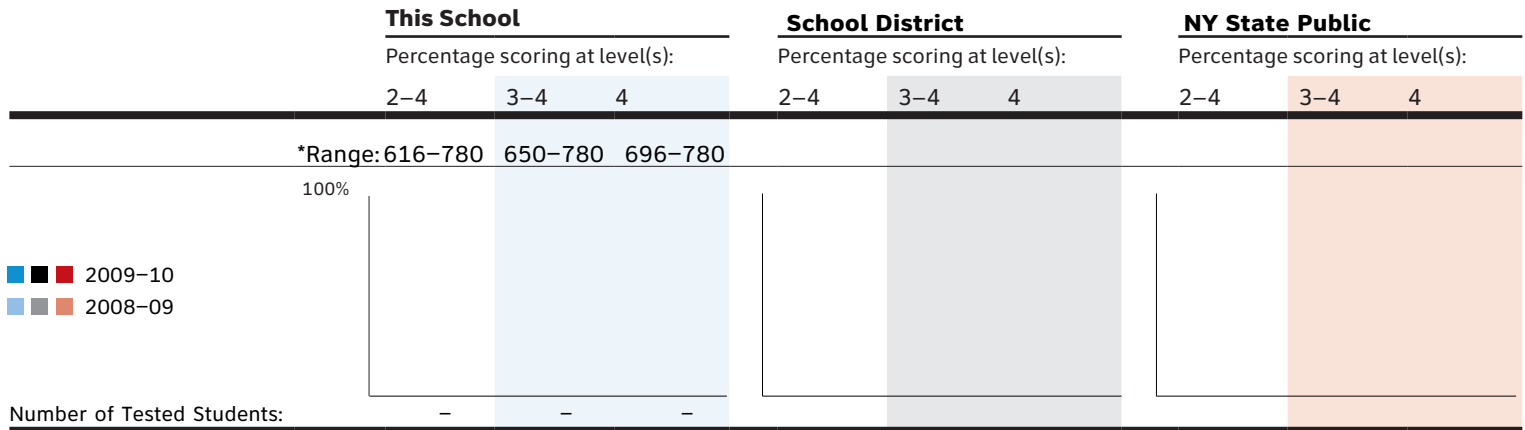 This School School District NY State Public
Percentage scoring at level(s): Percentage scoring at level(s): Percentage scoring at level(s):
2–4 3–4 4 2–4 3–4 4 2–4 3–4 4
*Range: 616–780 650–780 696–780
100%
2009–10
2008–09
Number of Tested Students: – – –